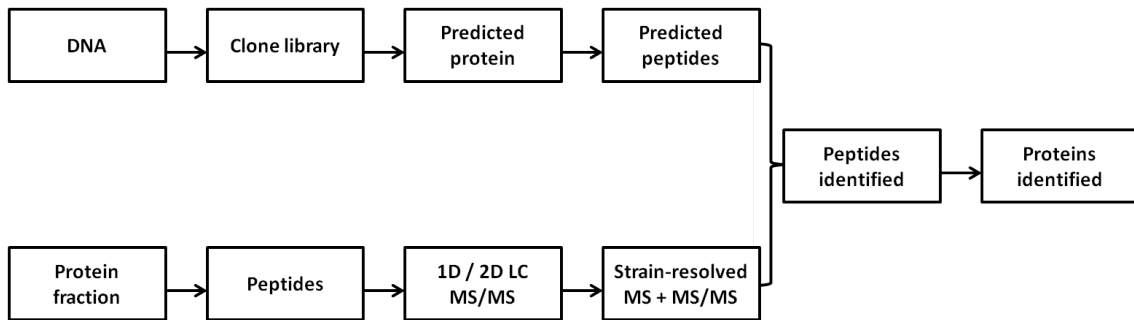 DNA
Clone library
Predicted
protein
Predicted
peptides
Peptides
identified
Proteins
identified
Protein
fraction
Peptides
1D / 2D LC
MS/MS
Strain-resolved
MS + MS/MS